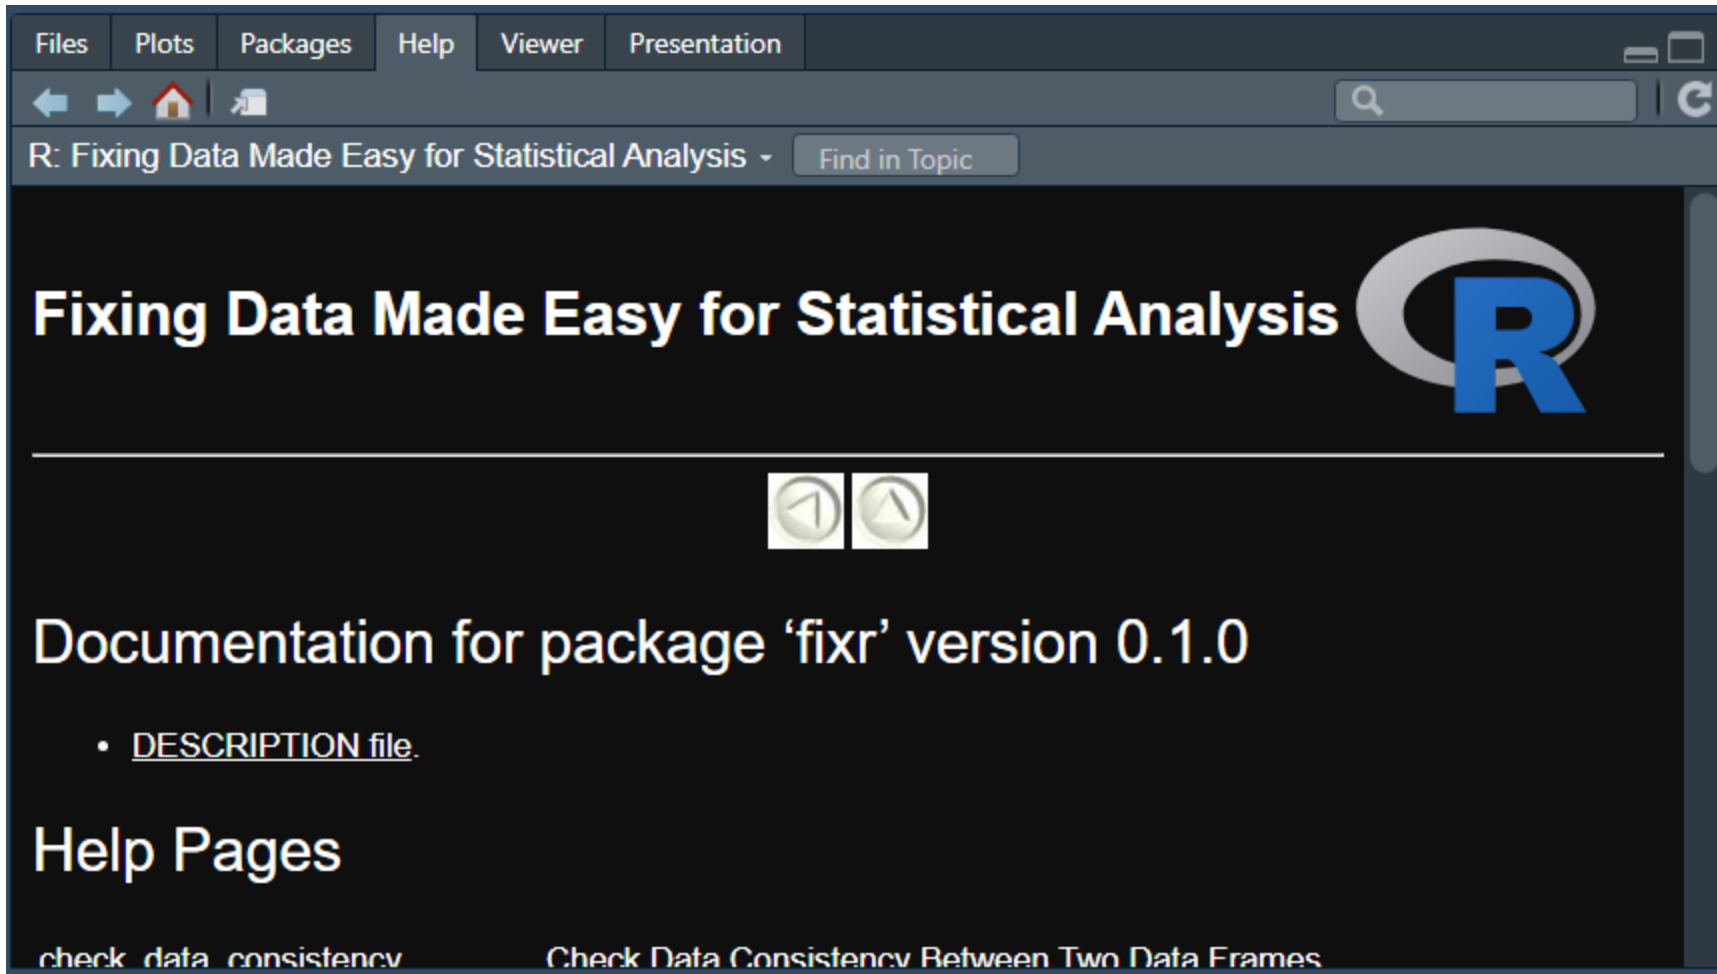 Files Plots Packages Help Viewer Presentation
R: Fixing Data Made Easy for Statistical Analysis Find in Topic
Fixing Data Made Easy for Statistical Analysis R
Documentation for package ‘fixr’ version 0.1.0
• DESCRIPTION file.
Help Pages
check_data_consistency Check Data Consistency Between Two Data Frames